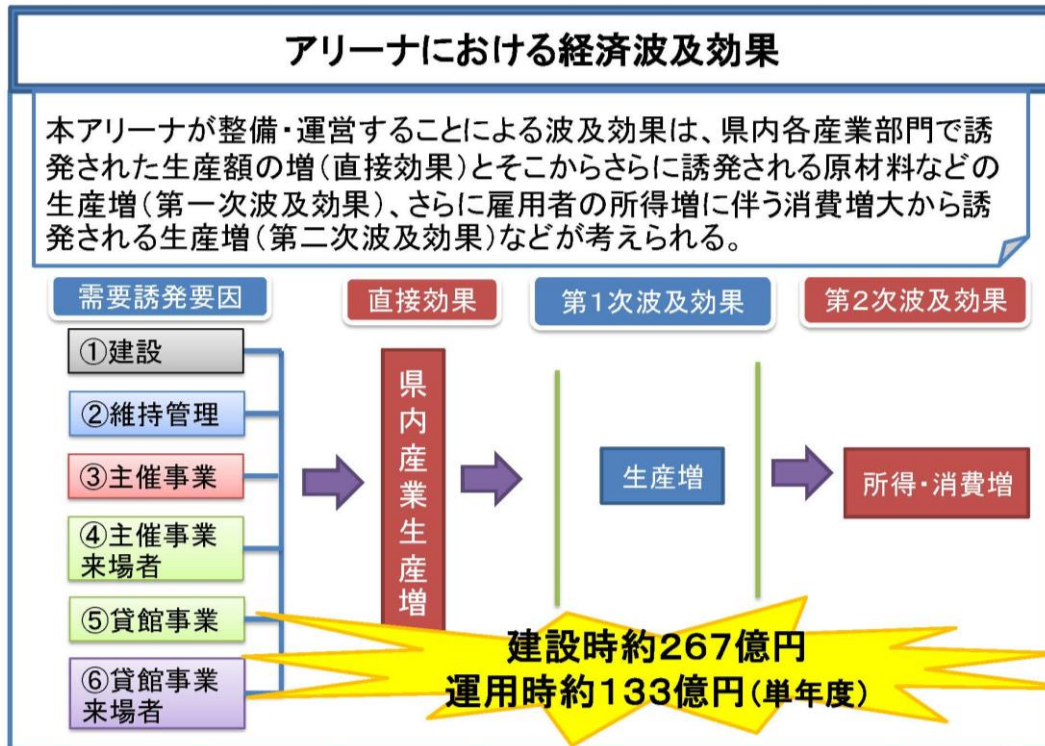 アリーナにおける経済波及効果
本アリーナが整備・運営することによる波及効果は、県内各産業部門で誘
発された生産額の増(直接効果)とそこからさらに誘発される原材料などの
生産増(第一次波及効果)、さらに雇用者の所得増に伴う消費増大から誘
発される生産増(第二次波及効果)などが考えられる。
需要誘発要因
直接効果
第1次波及効果
第2次波及効果
①建設
②維持管理
③主催事業
④主催事業
来場者
⑤貸館事業
⑥貸館事業
来場者
県内産業生産増
生産増
所得・消費増
建設時約267億円
運用時約133億円(単年度)